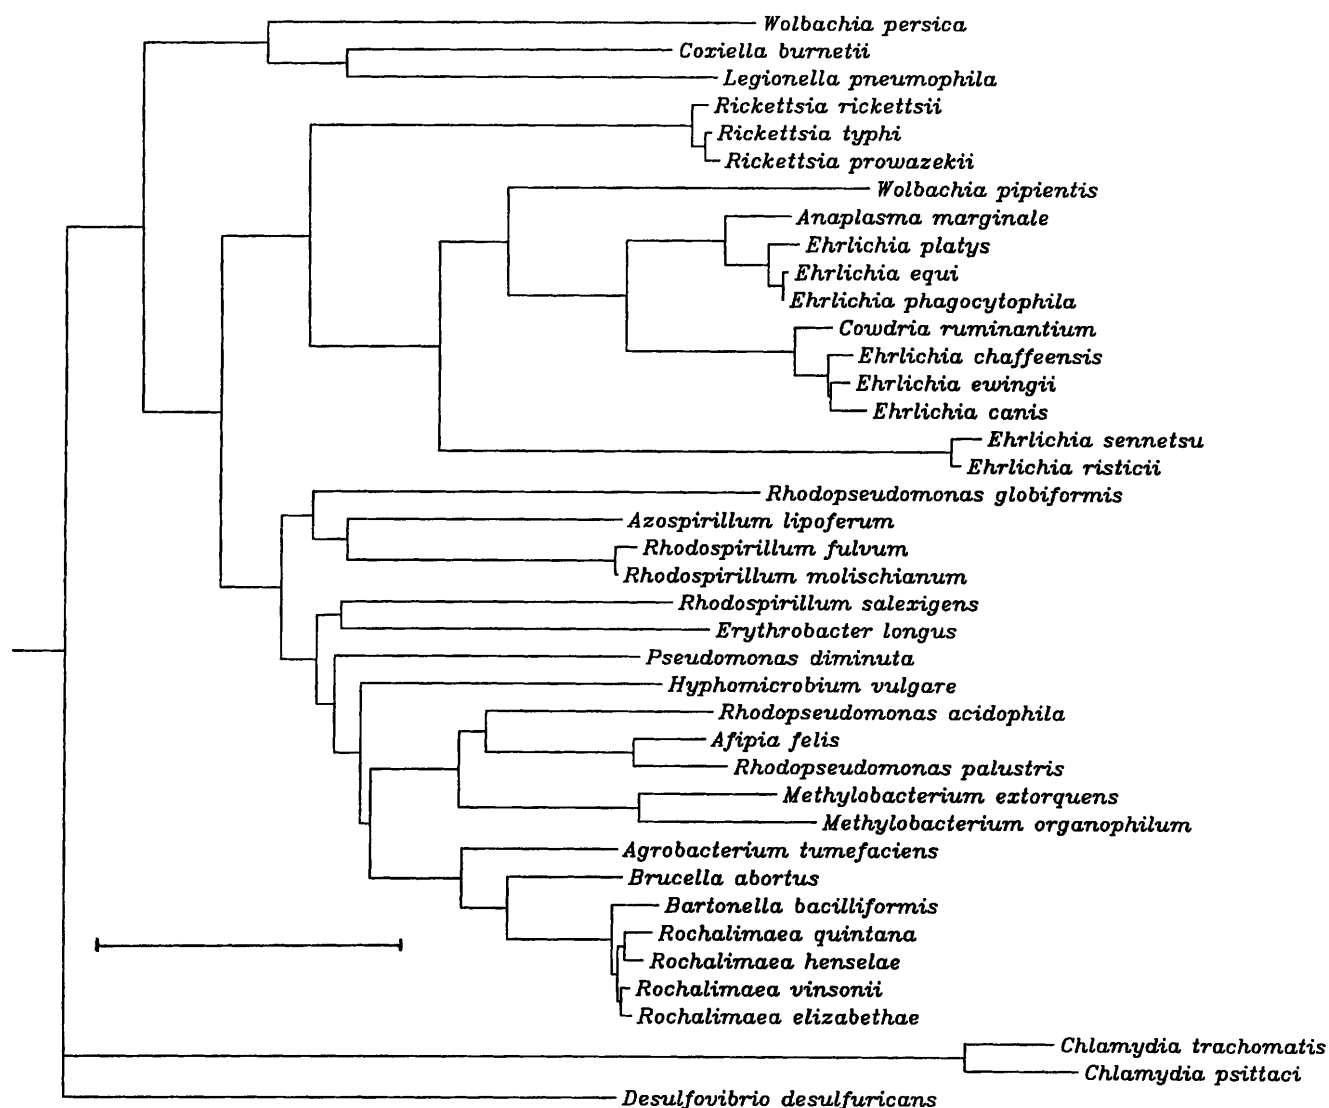 Wolbachia persica
Coxiella burnetii
Legionella pneumophila
Rickettsia rickettsii
Rickettsia typhi
Rickettsia prowazekii
Wolbachia pipientis
Anaplasma marginale
Ehrlichia platys
Ehrlichia equi
Ehrlichia phagocytophila
Cowdria ruminantium
Ehrlichia chaffeensis
Ehrlichia ewingii
Ehrlichia canis
Ehrlichia sennetsu
Ehrlichia risticii
Rhodopseudomonas globiformis
Azospirillum lipoferum
Rhodospirillum fulvum
Rhodospirillum molischianum
Rhodospirillum salexigens
Erythrobacter longus
Pseudomonas diminuta
Hyphomicrobium vulgare
Rhodopseudomonas acidophila
Afipia felis
Rhodopseudomonas palustris
Methylobacterium extorquens
Methylobacterium organophilum
Agrobacterium tumefaciens
Brucella abortus
Bartonella bacilliformis
Rochalimaea quintana
Rochalimaea henselae
Rochalimaea vinsonii
Rochalimaea elizabethae
Chlamydia trachomatis
Chlamydia psittaci
Desulfovibrio desulfuricans